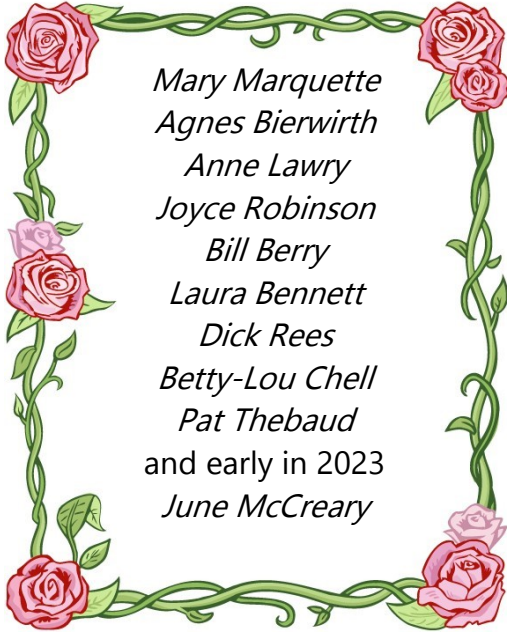 Mary Marquette
Agnes Bierwirth
Anne Lawry
Joyce Robinson
Bill Berry
Laura Bennett
Dick Rees
Betty-Lou Chell
Pat Thebaud
and early in 2023
June McCreary